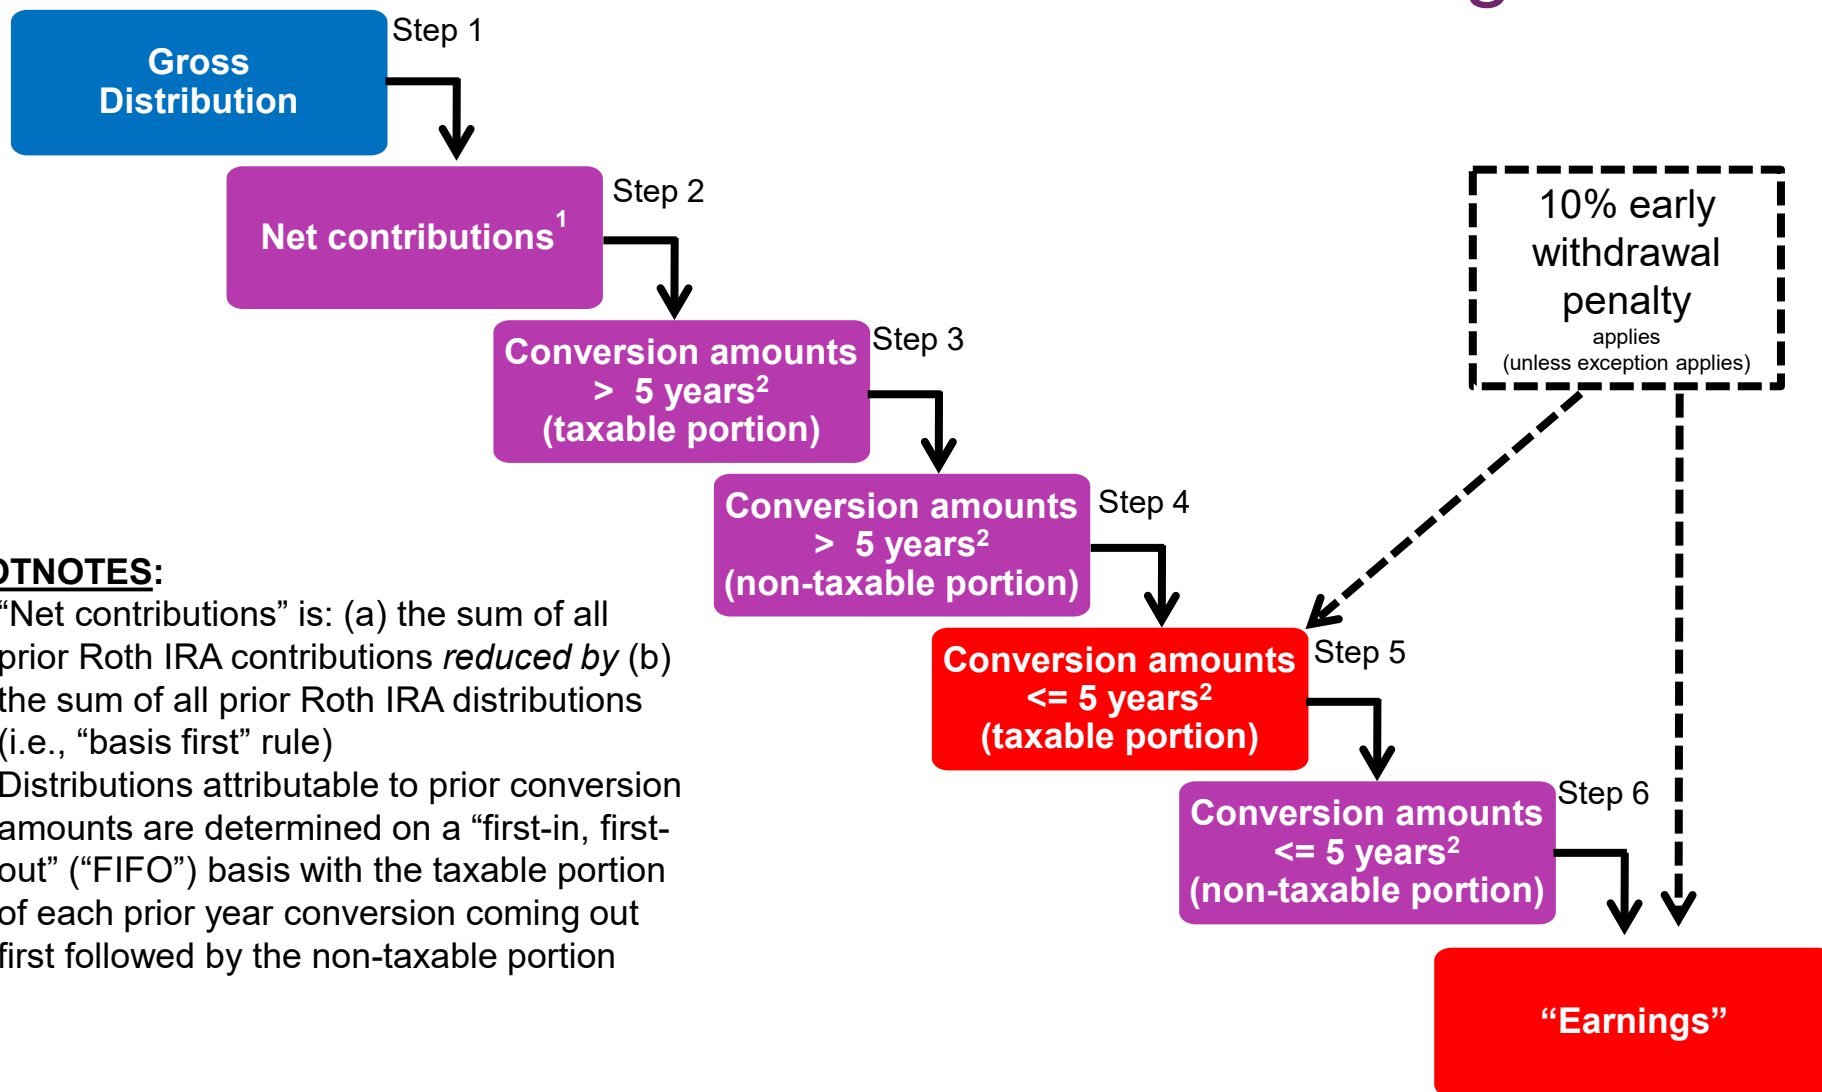 Step 1
Gross
Distribution
Step 2
Net contributions1
10% early
withdrawal
penalty
applies
(unless exception applies)
Step 3
Conversion amounts
> 5 years2
(taxable portion)
Step 4
Conversion amounts
> 5 years2
(non-taxable portion)
OTNOTES:
“Net contributions” is: (a) the sum of all
prior Roth IRA contributions reduced by (b)
the sum of all prior Roth IRA distributions
(i.e., “basis first” rule)
Distributions attributable to prior conversion
amounts are determined on a “first-in, first-
out” (“FIFO”) basis with the taxable portion
of each prior year conversion coming out
first followed by the non-taxable portion
Step 5
Conversion amounts
<= 5 years2
(taxable portion)
Step 6
Conversion amounts
<= 5 years2
(non-taxable portion)
“Earnings”